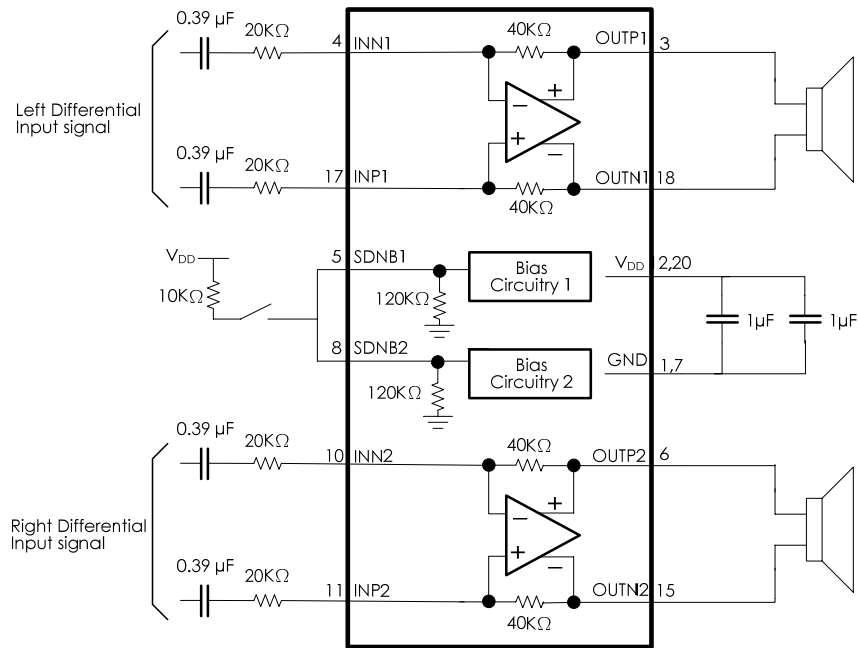 0.39 µF
20KΩ
4
INN1
40KΩ
OUTP1
3
Left Differential
Input signal
−
+
+
−
0.39 µF
20KΩ
17
INP1
40KΩ
OUTN1
18
VDD
10KΩ
5
SDNB1
120KΩ
Bias
Circuitry 1
VDD
2,20
1µF
1µF
8
SDNB2
120KΩ
Bias
Circuitry 2
GND
1,7
0.39 µF
20KΩ
10
INN2
40KΩ
OUTP2
6
Right Differential
Input signal
−
+
+
−
0.39 µF
20KΩ
11
INP2
40KΩ
OUTN2
15